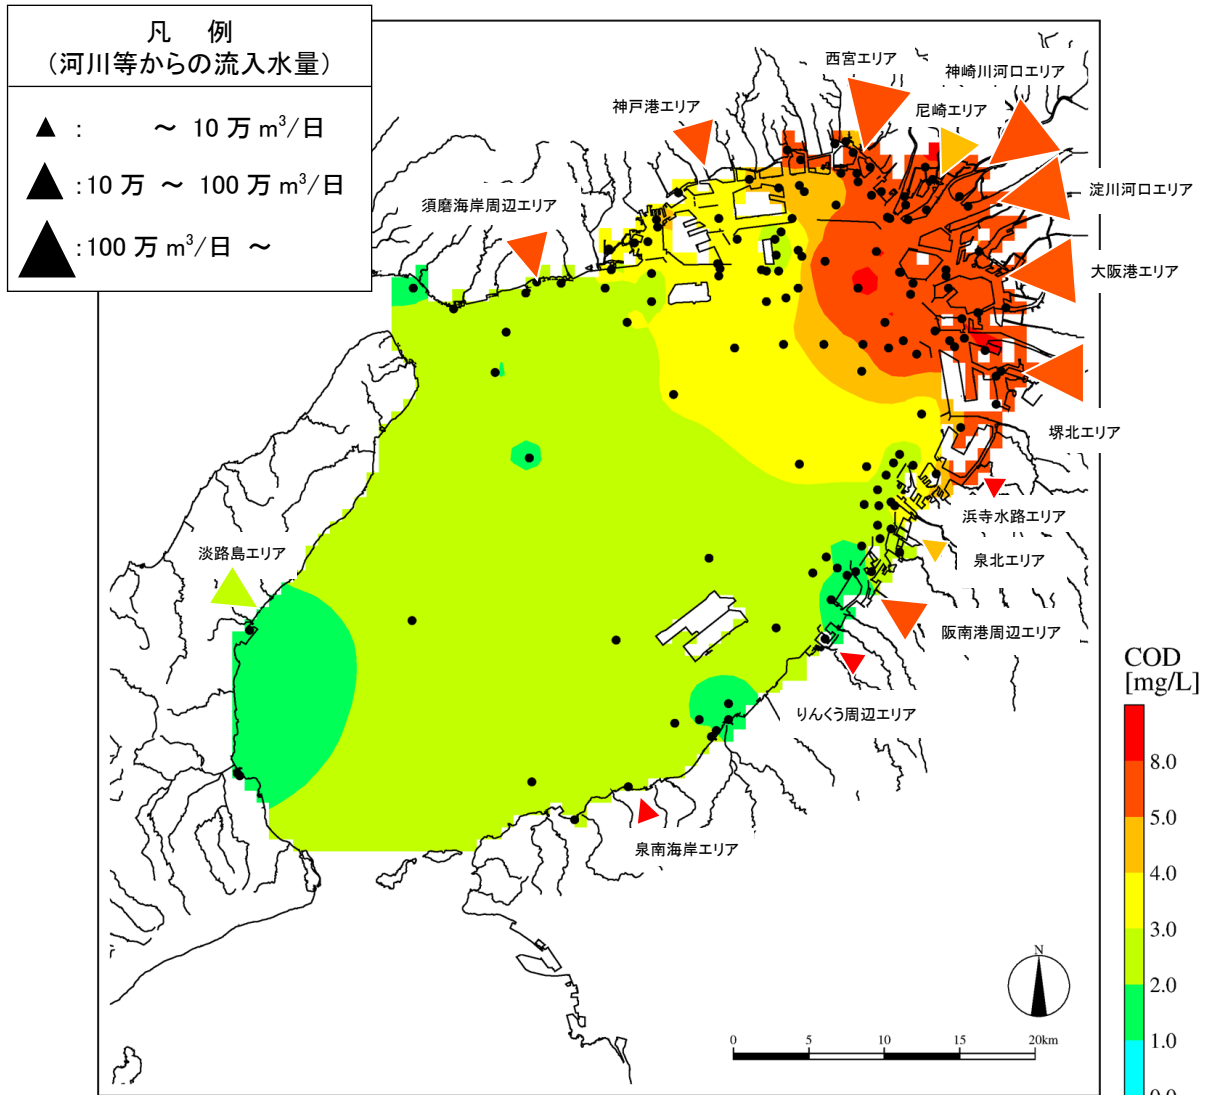 凡 例
（河川等からの流入水量）
： ～ 10 万 m³/日
：10 万 ～ 100 万 m³/日
：100 万 m³/日 ～
西宮エリア
神崎川河口エリア
神戸港エリア
尼崎エリア
淀川河口エリア
須磨海岸周辺エリア
大阪港エリア
堺北エリア
浜寺水路エリア
淡路島エリア
泉北エリア
阪南港周辺エリア
りんくう周辺エリア
泉南海岸エリア
COD
[mg/L]
8.0
5.0
4.0
3.0
2.0
1.0
0.0
N
0 5 10 15 20km